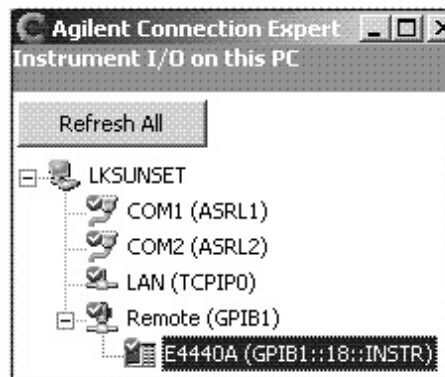 Agilent Connection Expert
Instrument I/O on this PC
Refresh All
LKSUNSET
COM1 (ASRL1)
COM2 (ASRL2)
LAN (TCPIP0)
Remote (GPIB1)
E4440A (GPIB1::18::INSTR)